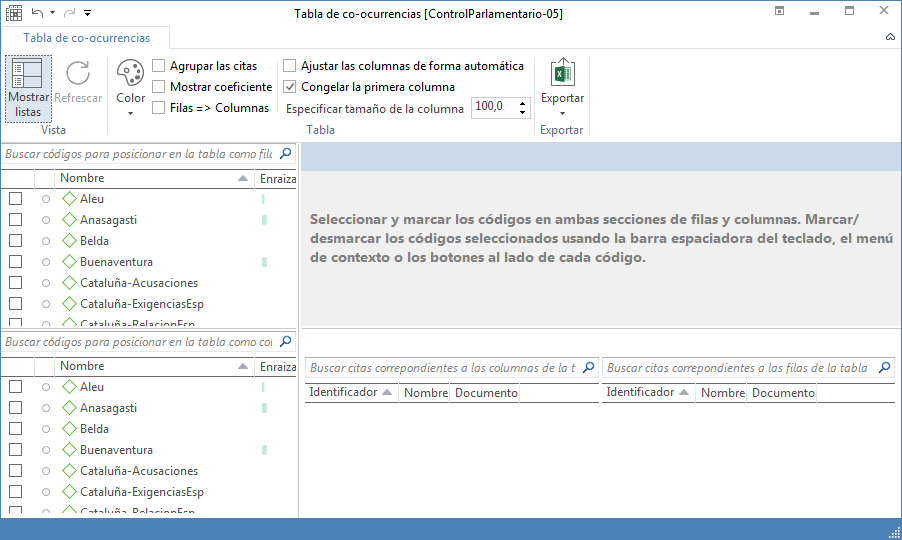 Tabla de co-ocurrencias [ControlParlamentario-05]
Tabla de co-ocurrencias
Mostrar listas
Refrescar
Vista
Color
Agrupar las citas
Mostrar coeficiente
Filas => Columnas
Ajustar las columnas de forma automática
Congelar la primera columna
Especificar tamaño de la columna 100,0
Tabla
Exportar
Exportar
Buscar códigos para posicionar en la tabla como fila
Nombre Enraiza
Aleu
Anasagasti
Belda
Buenaventura
Cataluña-Acusaciones
Cataluña-ExigenciasEsp
Cataluña-RelacionEsp
Seleccionar y marcar los códigos en ambas secciones de filas y columnas. Marcar/
desmarcar los códigos seleccionados usando la barra espaciadora del teclado, el menú
de contexto o los botones al lado de cada código.
Buscar códigos para posicionar en la tabla como col
Nombre Enraiza
Aleu
Anasagasti
Belda
Buenaventura
Cataluña-Acusaciones
Cataluña-ExigenciasEsp
Cataluña-RelacionEsp
Buscar citas correpondientes a las columnas de la t
Identificador Nombre Documento
Buscar citas correpondientes a las filas de la tabla
Identificador Nombre Documento